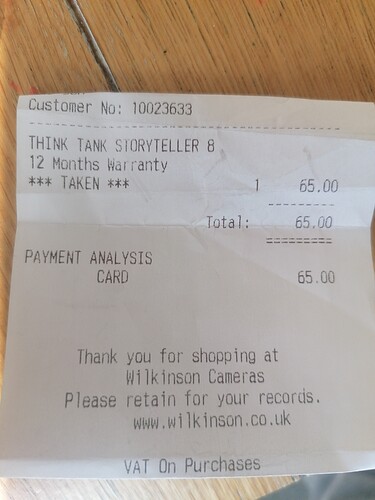 Customer No: 10023633
THINK TANK STORYTELLER 8
12 Months Warranty
*** TAKEN *** 1 65.00
Total: 65.00
PAYMENT ANALYSIS
CARD 65.00
Thank you for shopping at
Wilkinson Cameras
Please retain for your records.
www.wilkinson.co.uk
VAT On Purchases